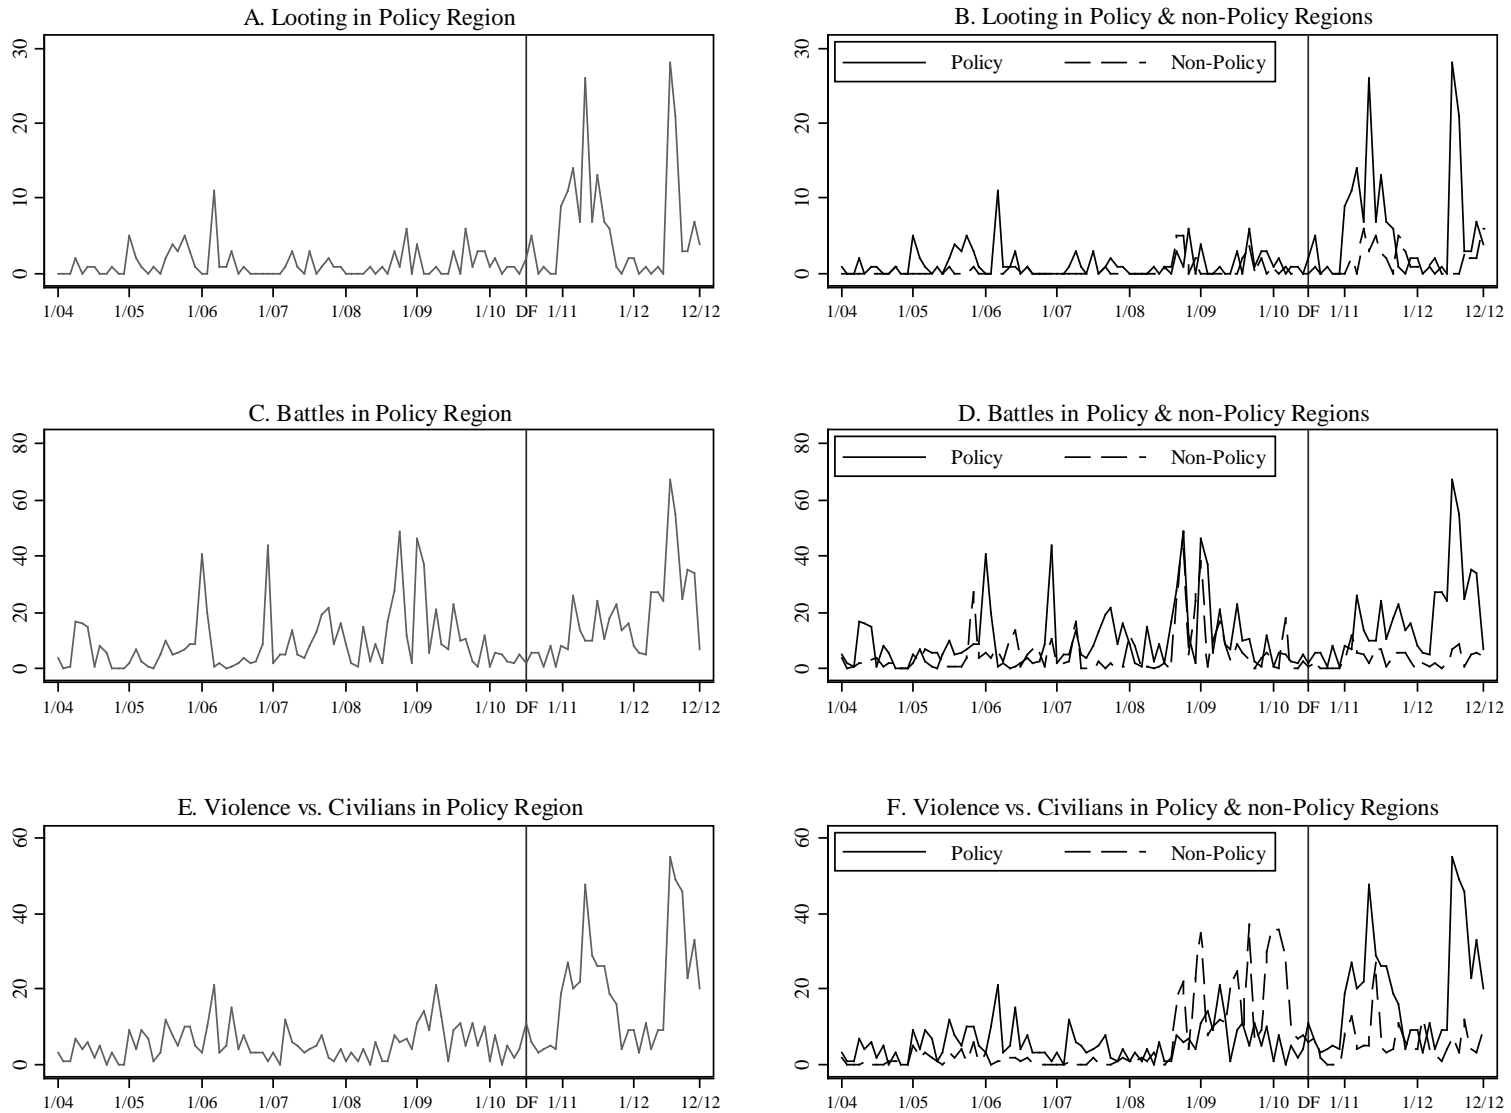 A. Looting in Policy Region
30
20
10
0
1/04 1/05 1/06 1/07 1/08 1/09 1/10 DF 1/11 1/12 12/12
B. Looting in Policy & non-Policy Regions
Policy Non-Policy
30
20
10
0
1/04 1/05 1/06 1/07 1/08 1/09 1/10 DF 1/11 1/12 12/12
C. Battles in Policy Region
80
60
40
20
0
1/04 1/05 1/06 1/07 1/08 1/09 1/10 DF 1/11 1/12 12/12
D. Battles in Policy & non-Policy Regions
Policy Non-Policy
80
60
40
20
0
1/04 1/05 1/06 1/07 1/08 1/09 1/10 DF 1/11 1/12 12/12
E. Violence vs. Civilians in Policy Region
60
40
20
0
1/04 1/05 1/06 1/07 1/08 1/09 1/10 DF 1/11 1/12 12/12
F. Violence vs. Civilians in Policy & non-Policy Regions
Policy Non-Policy
60
40
20
0
1/04 1/05 1/06 1/07 1/08 1/09 1/10 DF 1/11 1/12 12/12